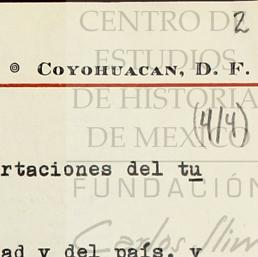 CENTRO DE 2
ESTUDIOS
COYOHUACAN, D. F.
DE HISTORIA
(4/4)
DE MEXICO
rtaciones del tu
FUNDACIÓN
Carlos Slim
ad y del país, y